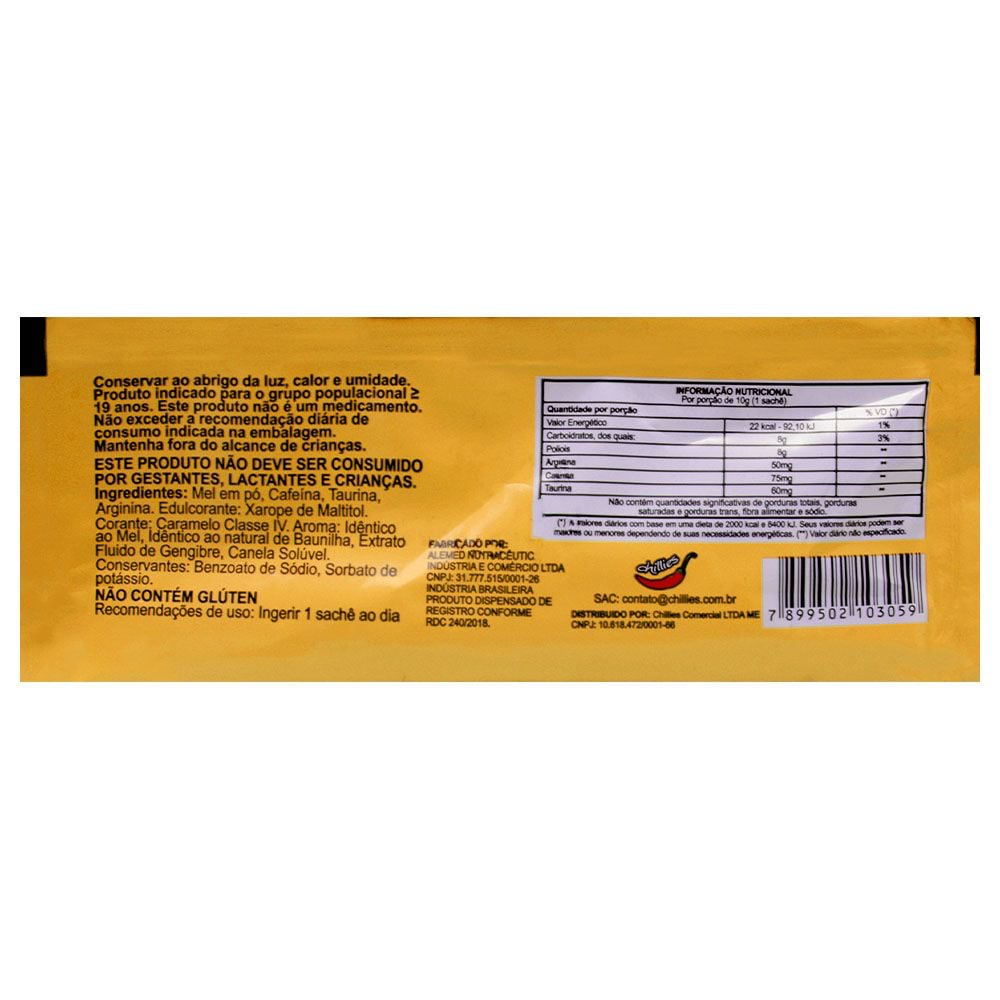 Conservar ao abrigo da luz, calor e umidade.
Produto indicado para o grupo populacional ≥
19 anos. Este produto não é um medicamento.
Não exceder a recomendação diária de
consumo indicada na embalagem.
Mantenha fora do alcance de crianças.
ESTE PRODUTO NÃO DEVE SER CONSUMIDO
POR GESTANTES, LACTANTES E CRIANÇAS.
Ingredientes: Mel em pó, Cafeína, Taurina,
Arginina. Edulcorante: Xarope de Maltitol.
Corante: Caramelo Classe IV. Aroma: Idêntico
ao Mel, Idêntico ao natural de Baunilha, Extrato
Fluido de Gengibre, Canela Solúvel.
Conservantes: Benzoato de Sódio, Sorbato de
potássio.
NÃO CONTÉM GLÚTEN
Recomendações de uso: Ingerir 1 sachê ao dia
FABRICADO POR:
ALEMED NUTRACÊUTIC
INDÚSTRIA E COMÉRCIO LTDA
CNPJ: 31.777.515/0001-26
INDÚSTRIA BRASILEIRA
PRODUTO DISPENSADO DE
REGISTRO CONFORME
RDC 240/2018.
INFORMAÇÃO NUTRICIONAL
Por porção de 10g (1 sachê)
Quantidade por porção % VD (*)
Valor Energético 22 kcal - 92,10 kJ 1%
Carboidratos, dos quais: 8g 3%
Poliois 8g **
Arginina 50mg **
Cafeína 75mg **
Taurina 60mg **
Não contém quantidades significativas de gorduras totais, gorduras
saturadas e gorduras trans, fibra alimentar e sódio.
(*) % Valores diários com base em uma dieta de 2000 kcal e 8400 kJ. Seus valores diários podem ser
maiores ou menores dependendo de suas necessidades energéticas. (**) Valor diário não especificado.
chillies
SAC: contato@chillies.com.br
DISTRIBUIDO POR: Chillies Comercial LTDA ME
CNPJ: 10.618.472/0001-66
7 899502 103059